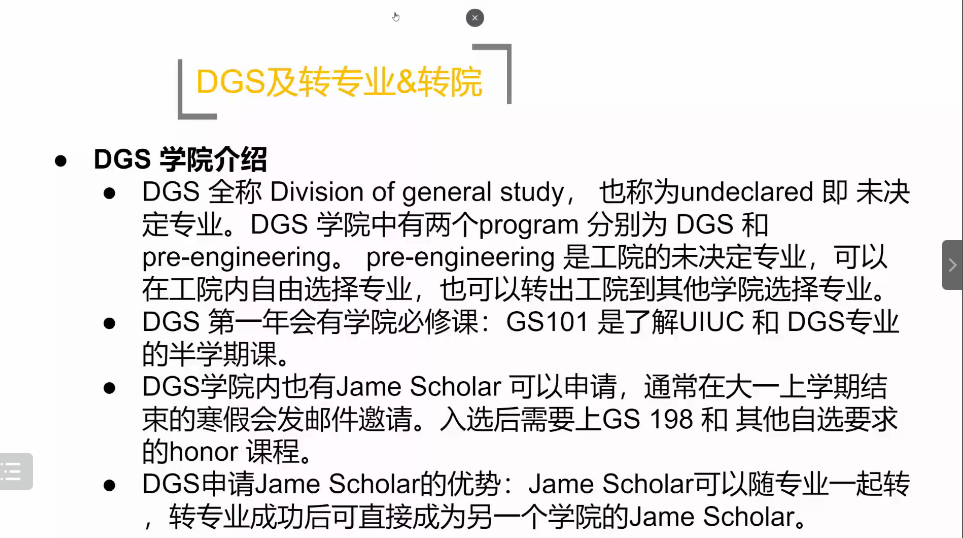 DGS及转专业&转院
DGS 学院介绍
DGS 全称 Division of general study， 也称为undeclared 即 未决
定专业。DGS 学院中有两个program 分别为 DGS 和
pre-engineering。 pre-engineering 是工院的未决定专业，可以
在工院内自由选择专业，也可以转出工院到其他学院选择专业。
DGS 第一年会有学院必修课：GS101 是了解UIUC 和 DGS专业
的半学期课。
DGS学院内也有Jame Scholar 可以申请，通常在大一上学期结
束的寒假会发邮件邀请。入选后需要上GS 198 和 其他自选要求
的honor 课程。
DGS申请Jame Scholar的优势：Jame Scholar可以随专业一起转
，转专业成功后可直接成为另一个学院的Jame Scholar。